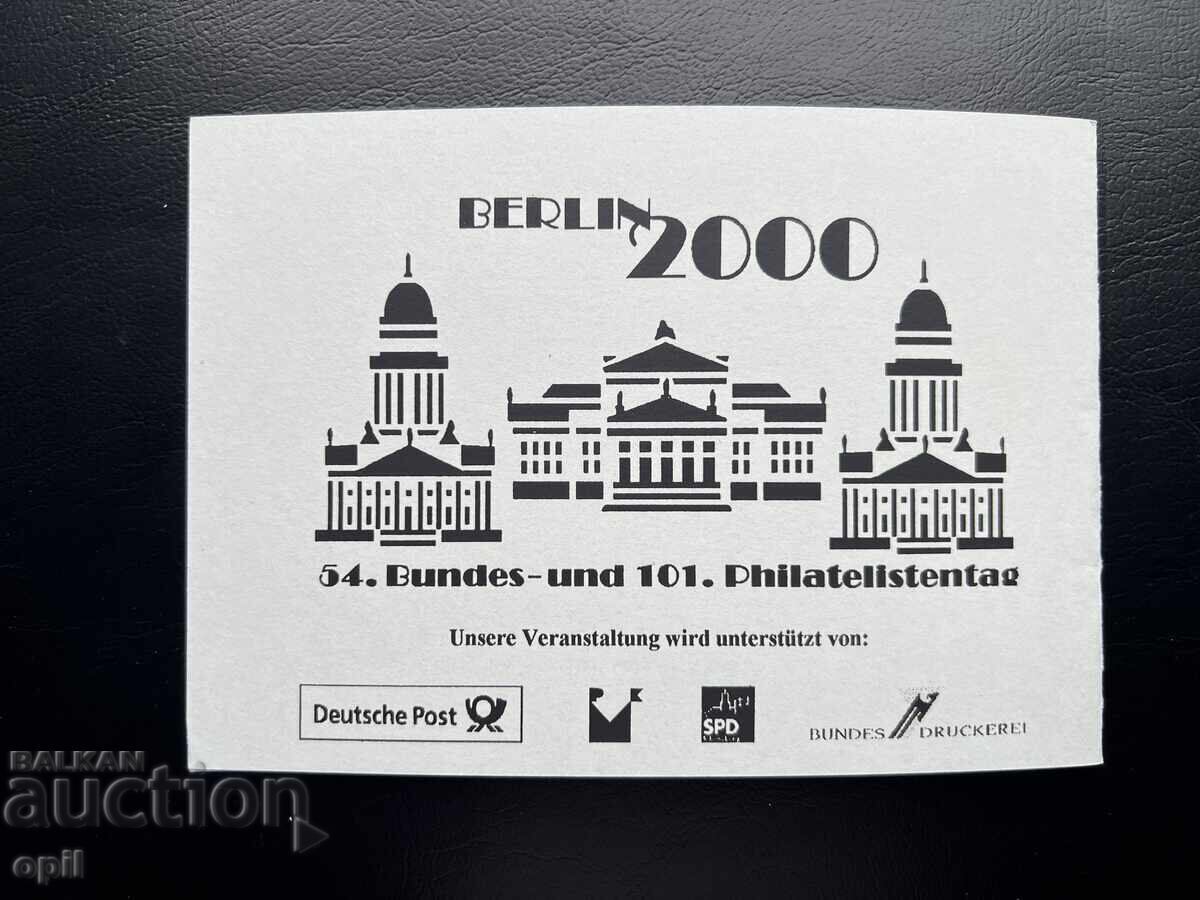 BERLIN
2000
54. Bundes- und 101. Philatelistentag
Unsere Veranstaltung wird unterstützt von:
Deutsche Post
SPD
BUNDES DRUCKEREI
BALKAN
auction
opil